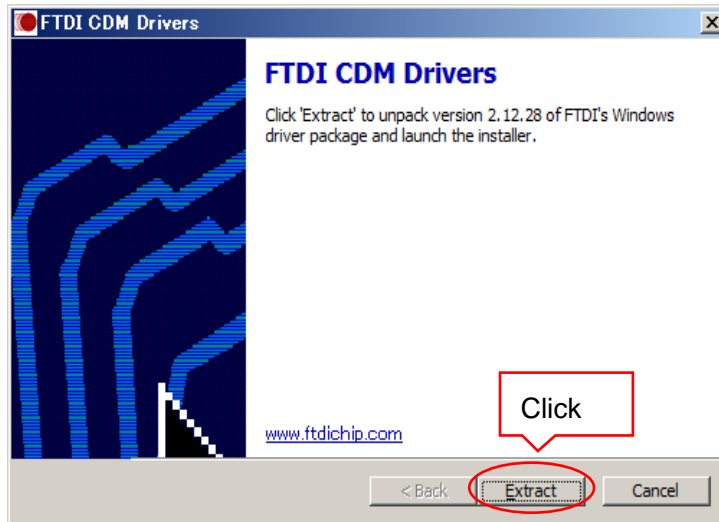 FTDI CDM Drivers
FTDI CDM Drivers
Click 'Extract' to unpack version 2.12.28 of FTDI's Windows
driver package and launch the installer.
Click
www.ftdichip.com
< Back Extract Cancel